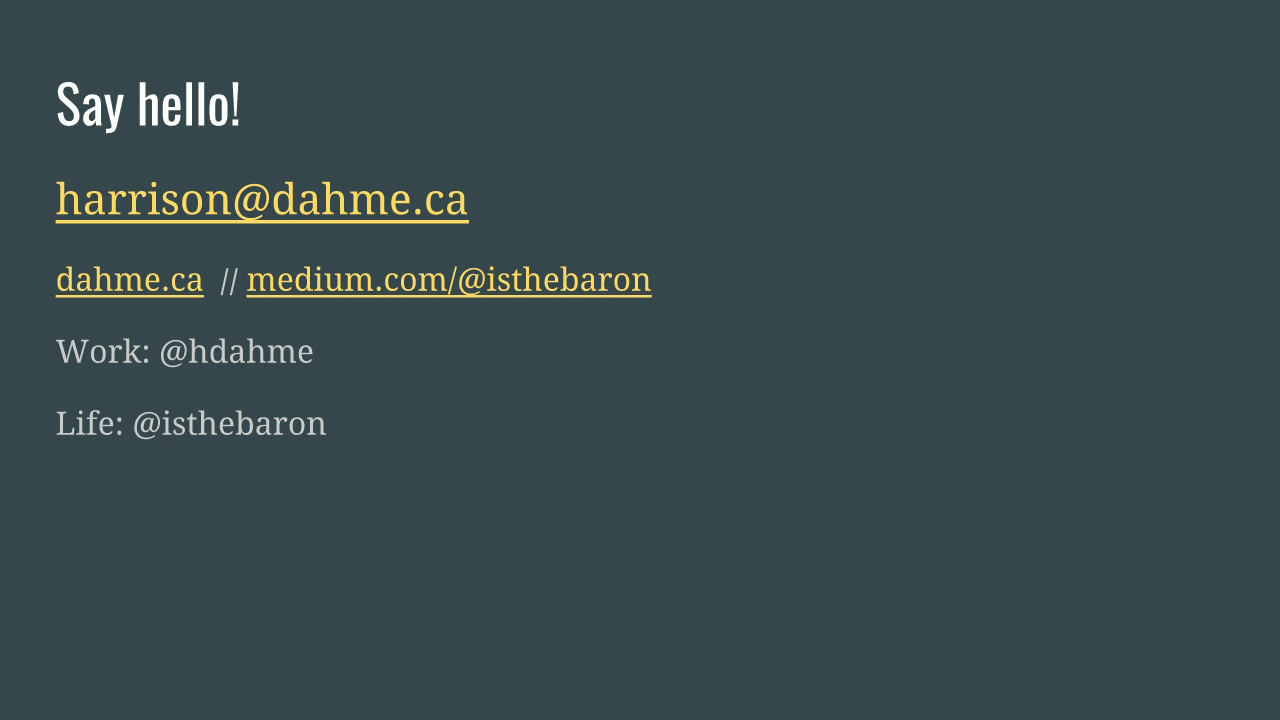 Say hello!
harrison@dahme.ca
dahme.ca // medium.com/@isthebaron
Work: @hdahme
Life: @isthebaron